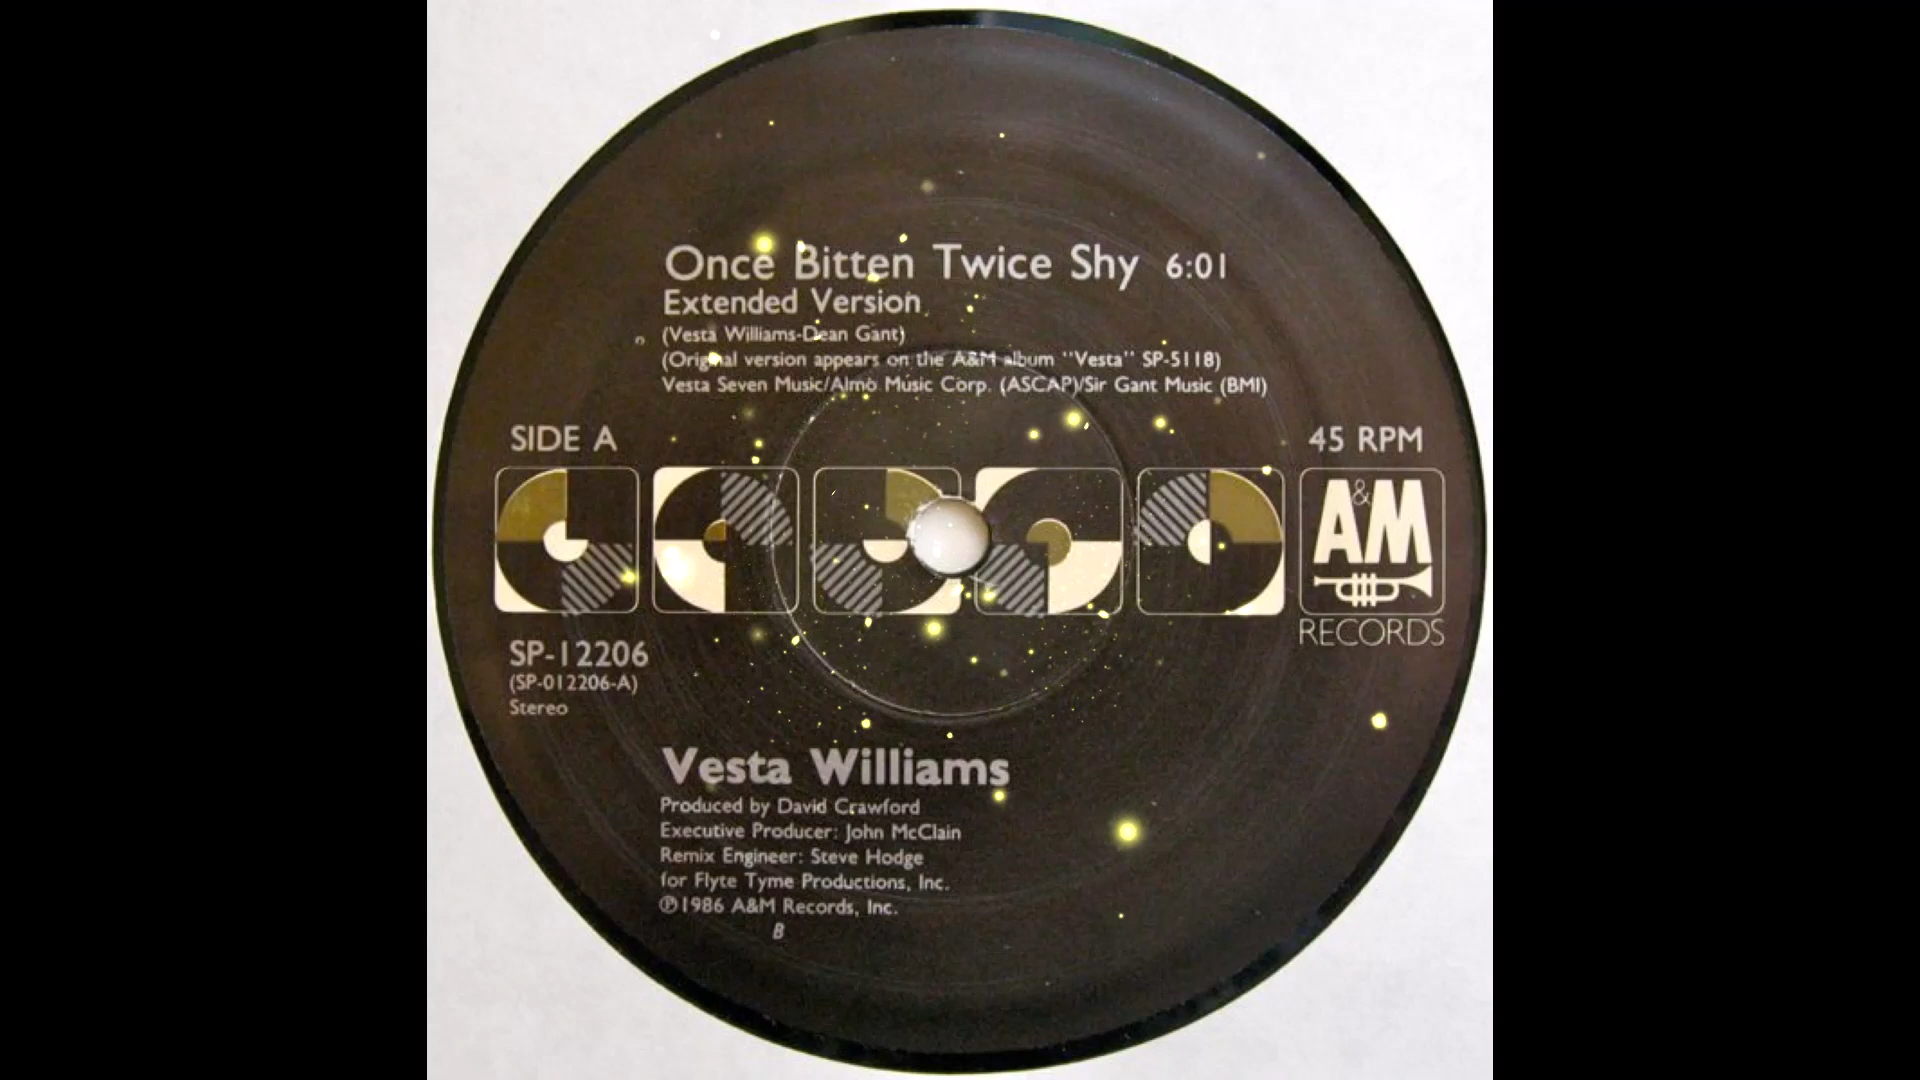 Once Bitten Twice Shy 6:01
Extended Version
(Vesta Williams-Dean Gant)
(Original version appears on the A&M album "Vesta" SP-5118)
Vesta Seven Music/Almo Music Corp. (ASCAP)/Sir Gant Music (BMI)
SIDE A
45 RPM
A&M
RECORDS
SP-12206
(SP-012206-A)
Stereo
Vesta Williams
Produced by David Crawford
Executive Producer: John McClain
Remix Engineer: Steve Hodge
for Flyte Tyme Productions, Inc.
℗1986 A&M Records, Inc.
B